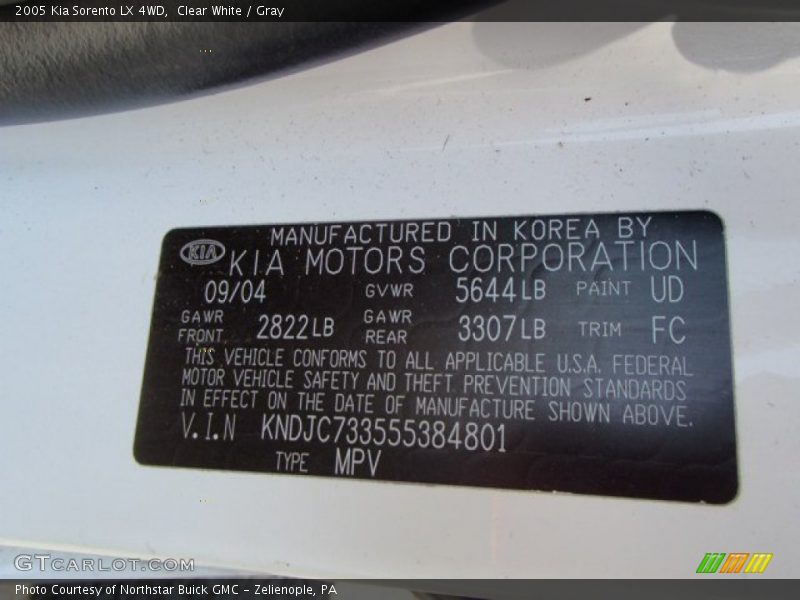 2005 Kia Sorento LX 4WD,  Clear White / Gray
MANUFACTURED IN KOREA BY
KIA KIA MOTORS CORPORATION
09/04 GVWR 5644LB PAINT UD
GAWR FRONT 2822LB GAWR REAR 3307LB TRIM FC
THIS VEHICLE CONFORMS TO ALL APPLICABLE U.S.A. FEDERAL
MOTOR VEHICLE SAFETY AND THEFT PREVENTION STANDARDS
IN EFFECT ON THE DATE OF MANUFACTURE SHOWN ABOVE.
V.I.N KNDJC733555384801
TYPE MPV
GTCARLOT.COM
Photo Courtesy of Northstar Buick GMC - Zelienople, PA